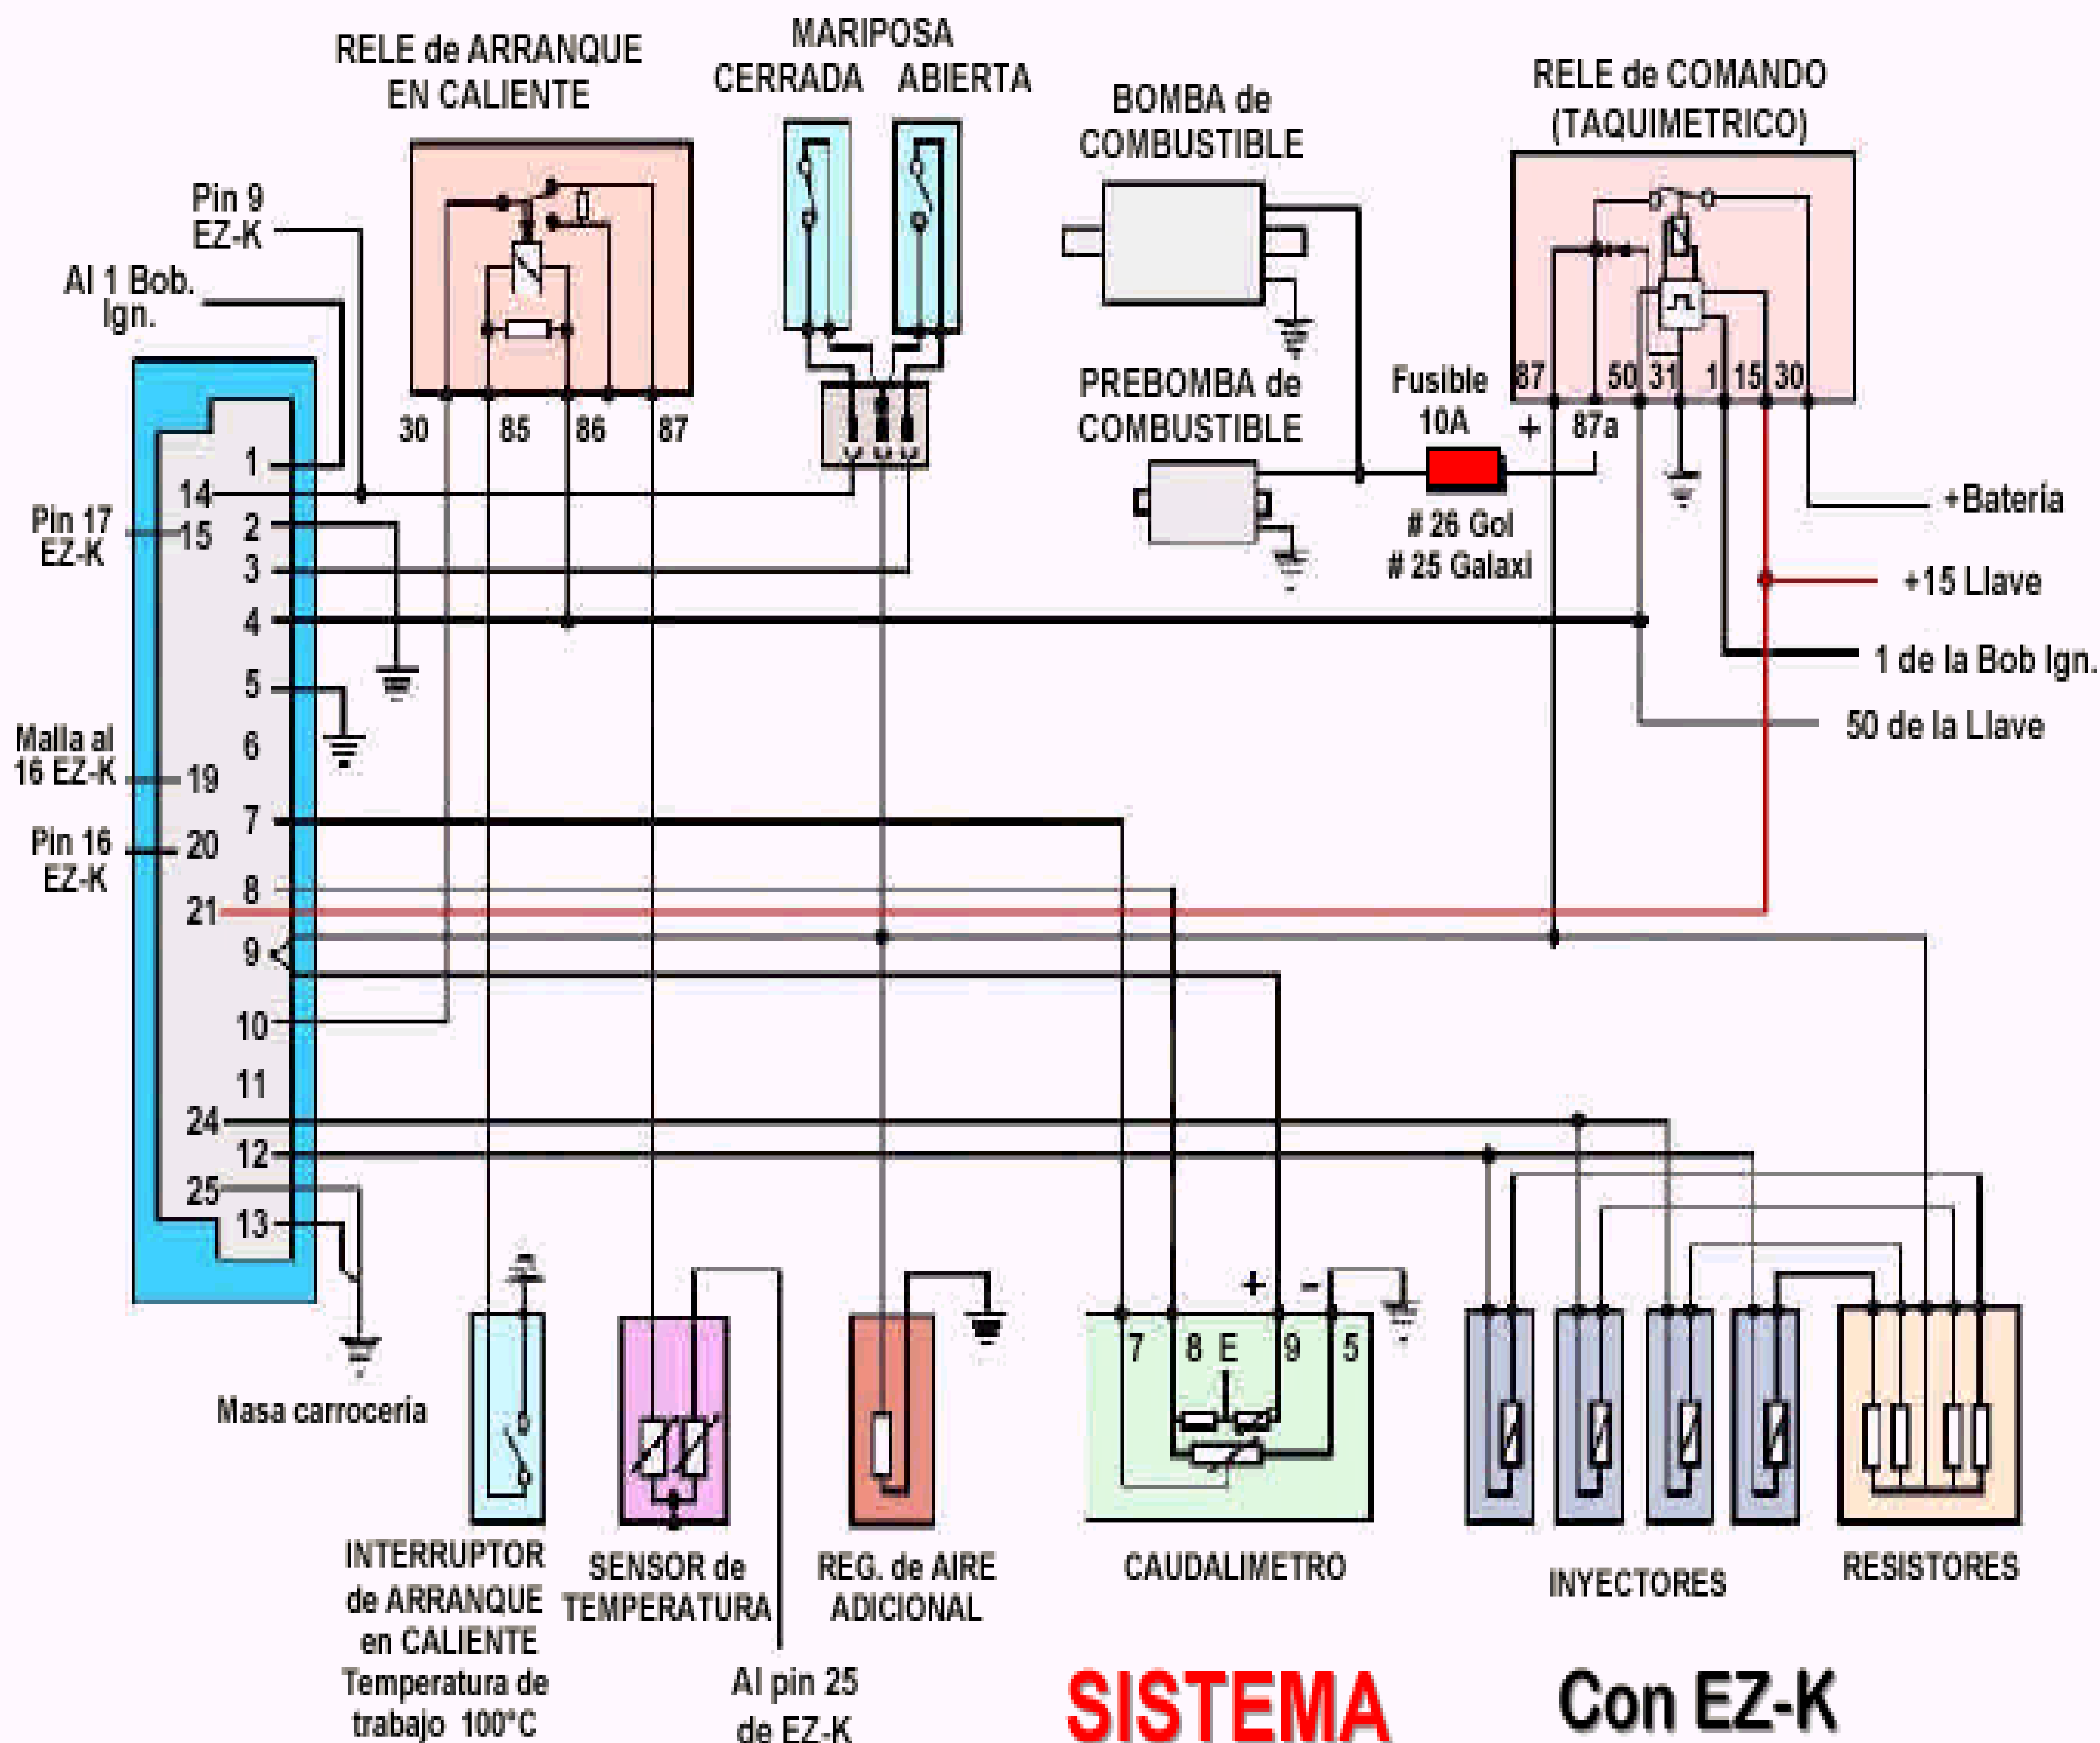 RELE de ARRANQUE
EN CALIENTE
MARIPOSA
CERRADA ABIERTA
BOMBA de
COMBUSTIBLE
RELE de COMANDO
(TAQUIMETRICO)
Pin 9
EZ-K
Al 1 Bob.
Ign.
30 85 86 87
PREBOMBA de
COMBUSTIBLE
Fusible
10A
87 50 31 1 15 30
+ 87a
# 26 Gol
# 25 Galaxi
+Bateria
+15 Llave
1 de la Bob Ign.
50 de la Llave
1
14
Pin 17
EZ-K
15
2
3
4
5
6
Malla al
16 EZ-K
19
7
Pin 16
EZ-K
20
8
21
9
10
11
24
12
25
13
Masa carrocería
+ -
7 8 E 9 5
INTERRUPTOR
de ARRANQUE
en CALIENTE
Temperatura de
trabajo 100°C
SENSOR de
TEMPERATURA
Al pin 25
de EZ-K
REG. de AIRE
ADICIONAL
CAUDALIMETRO
INYECTORES
RESISTORES
SISTEMA
Con EZ-K